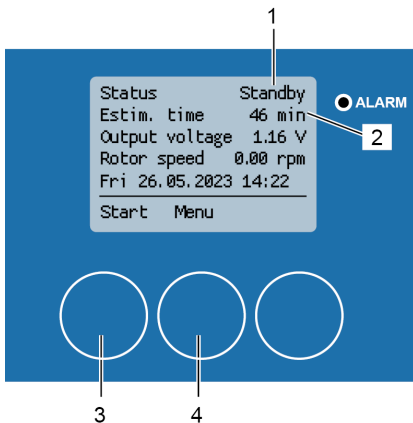 1
Status Standby
ALARM
Estim. time 46 min
2
Output voltage 1.16 V
Rotor speed 0.00 rpm
Fri 26.05.2023 14:22
Start Menu
3 4